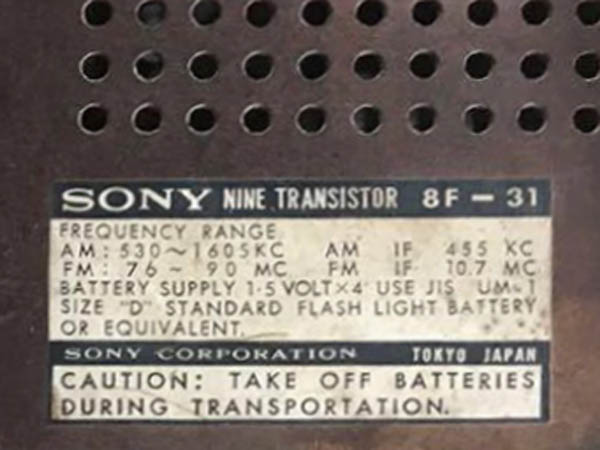 SONY NINE TRANSISTOR 8F-31
FREQUENCY RANGE
AM: 530~1605KC AM IF 455 KC
FM: 76~ 90 MC FM IF 10.7 MC
BATTERY SUPPLY 1·5 VOLT×4 USE JIS UM-1
SIZE "D" STANDARD FLASH LIGHT BATTERY
OR EQUIVALENT.
SONY CORPORATION TOKYO JAPAN
CAUTION: TAKE OFF BATTERIES
DURING TRANSPORTATION.